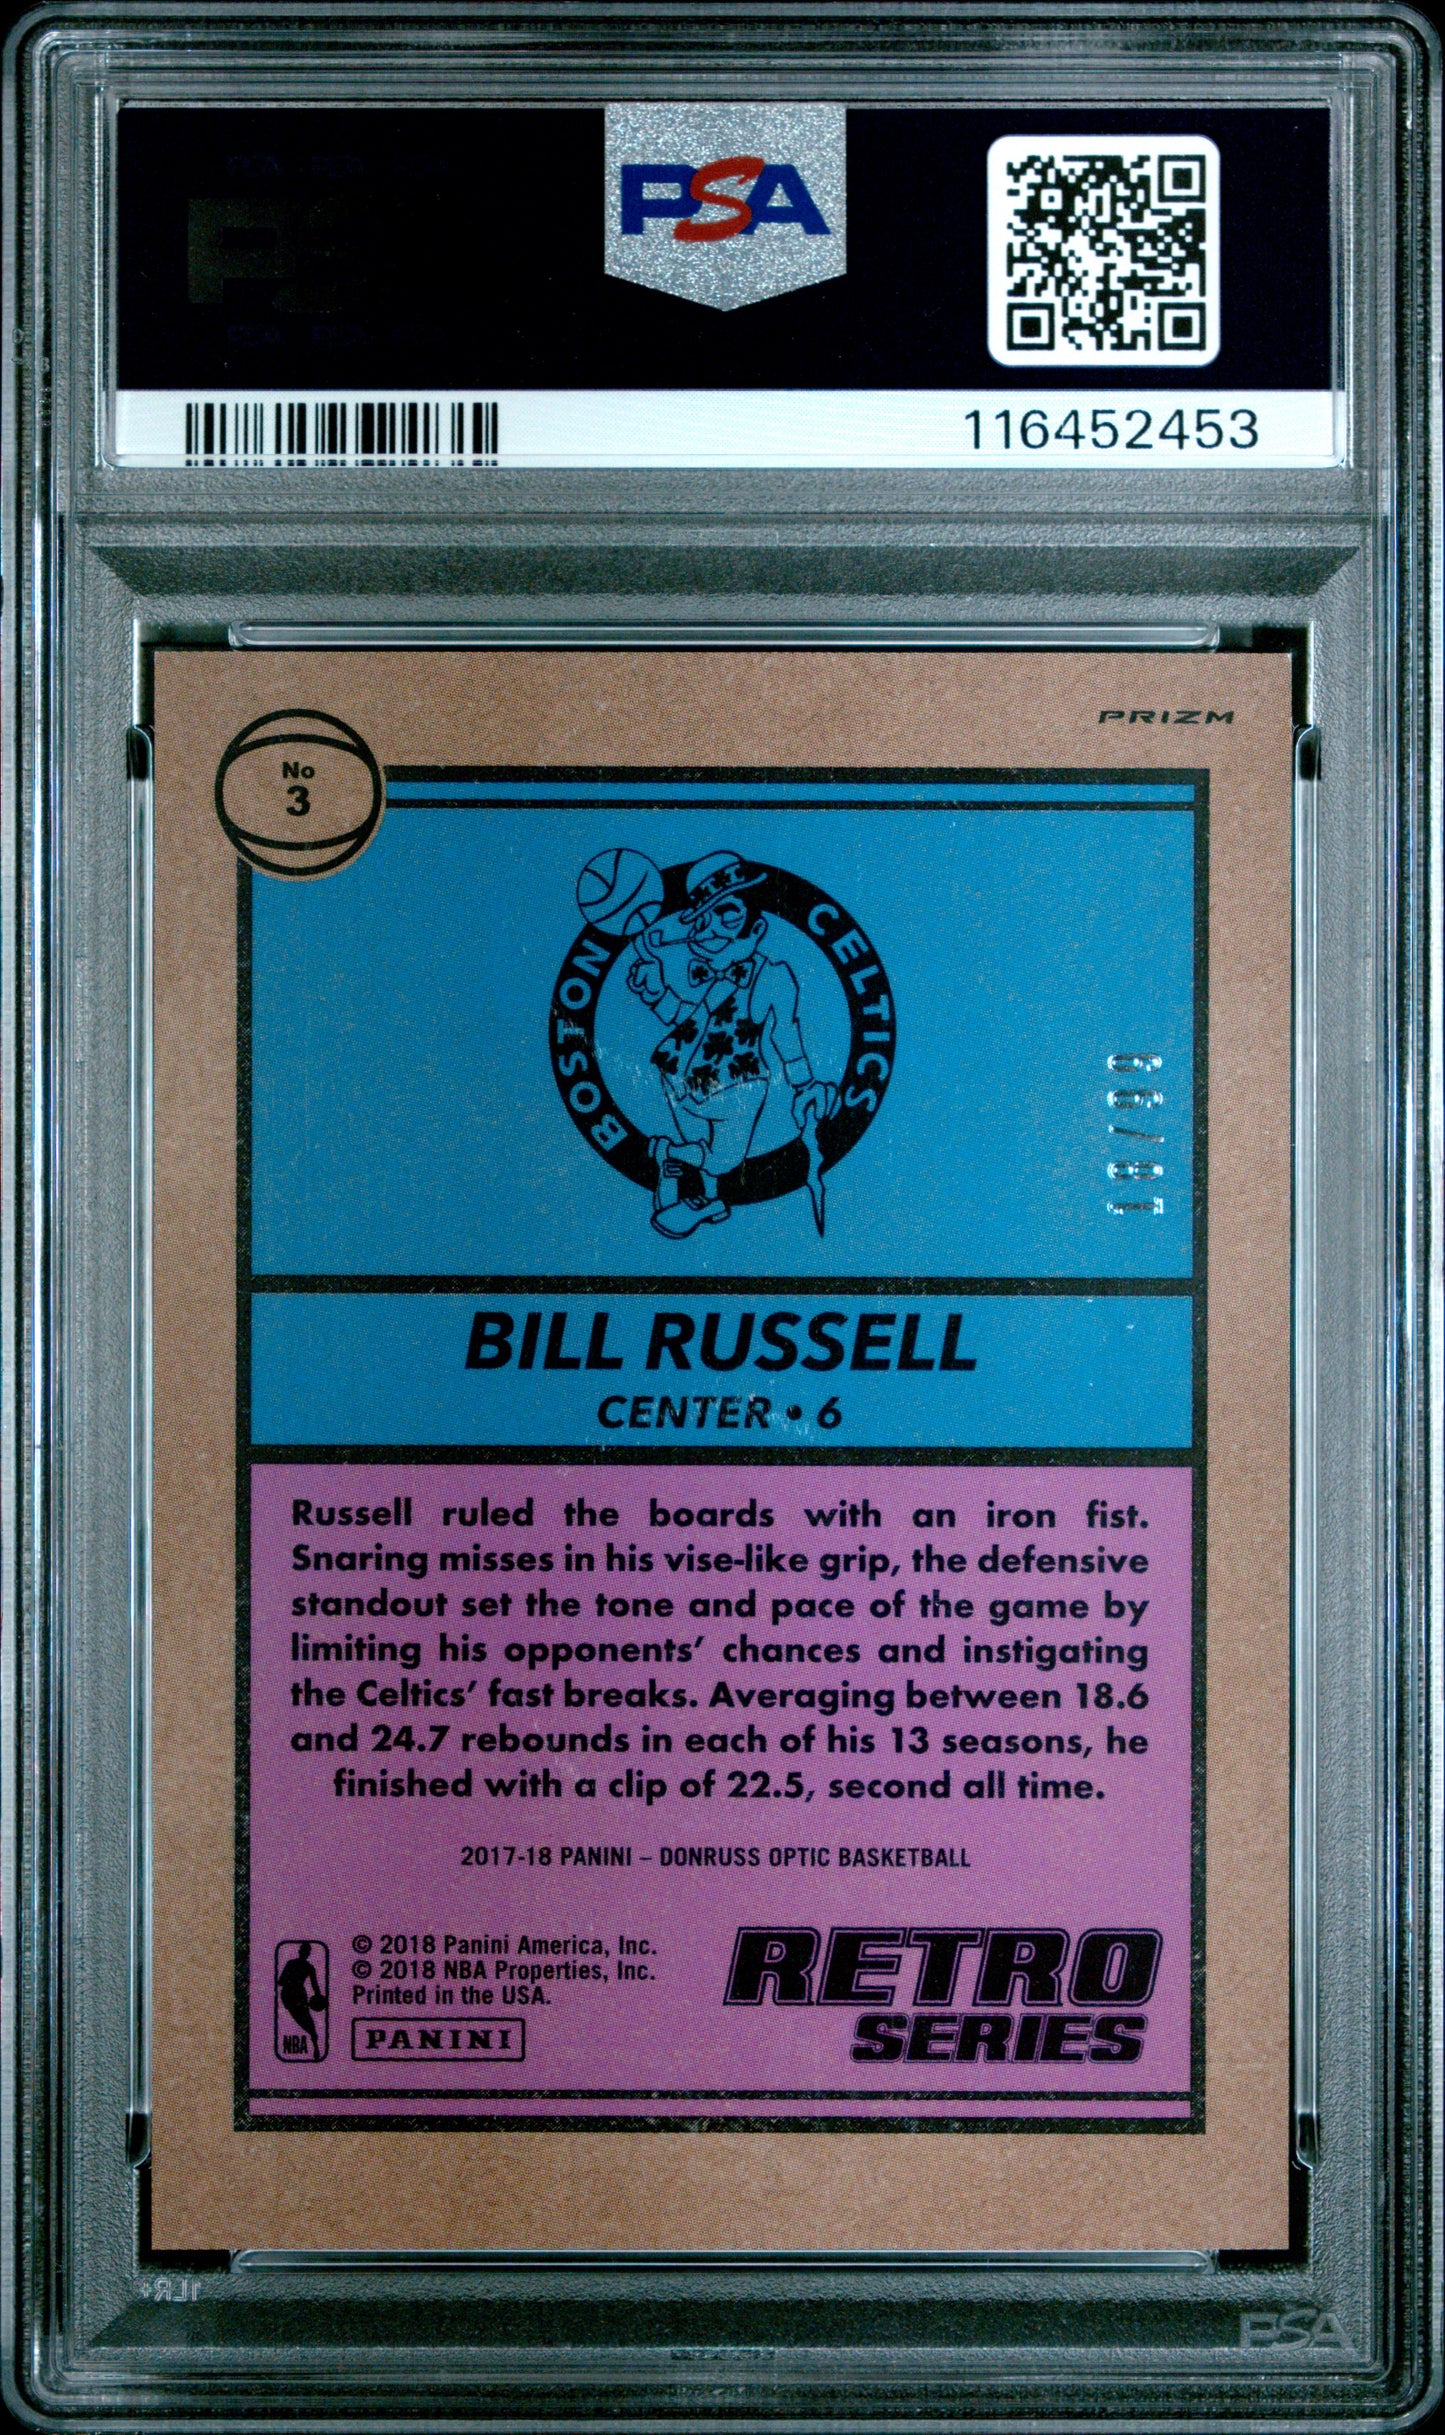 PSA
116452453
PRIZM
No
3
BOSTON CELTICS
18/99
BILL RUSSELL
CENTER • 6
Russell ruled the boards with an iron fist.
Snaring misses in his vise-like grip, the defensive
standout set the tone and pace of the game by
limiting his opponents' chances and instigating
the Celtics' fast breaks. Averaging between 18.6
and 24.7 rebounds in each of his 13 seasons, he
finished with a clip of 22.5, second all time.
2017-18 PANINI – DONRUSS OPTIC BASKETBALL
© 2018 Panini America, Inc.
© 2018 NBA Properties, Inc.
Printed in the USA.
NBA
PANINI
RETRO
SERIES
1LR+
PSA